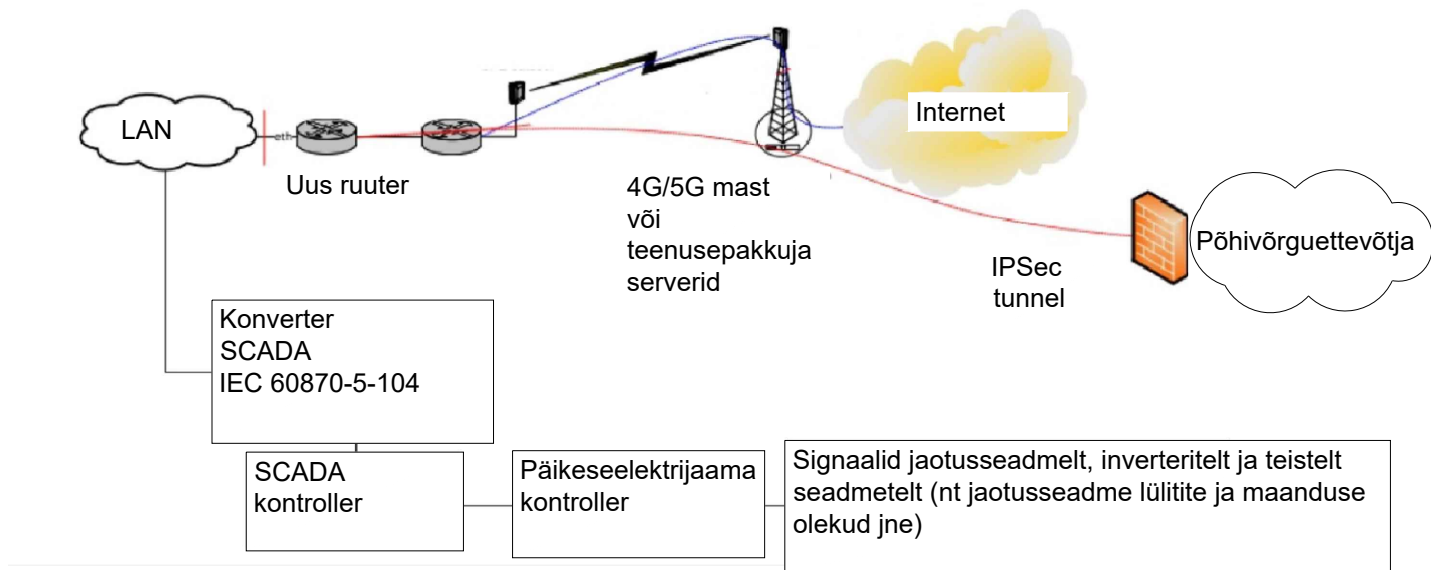 LAN
eth
Uus ruuter
4G/5G mast
või
teenusepakkuja
serverid
Internet
IPSec
tunnel
Põhivõrguettevõtja
Konverter
SCADA
IEC 60870-5-104
SCADA
kontroller
Päikeseelektrijaama
kontroller
Signaalid jaotusseadmelt, inverteritelt ja teistelt
seadmetelt (nt jaotusseadme lülitite ja maanduse
olekud jne)